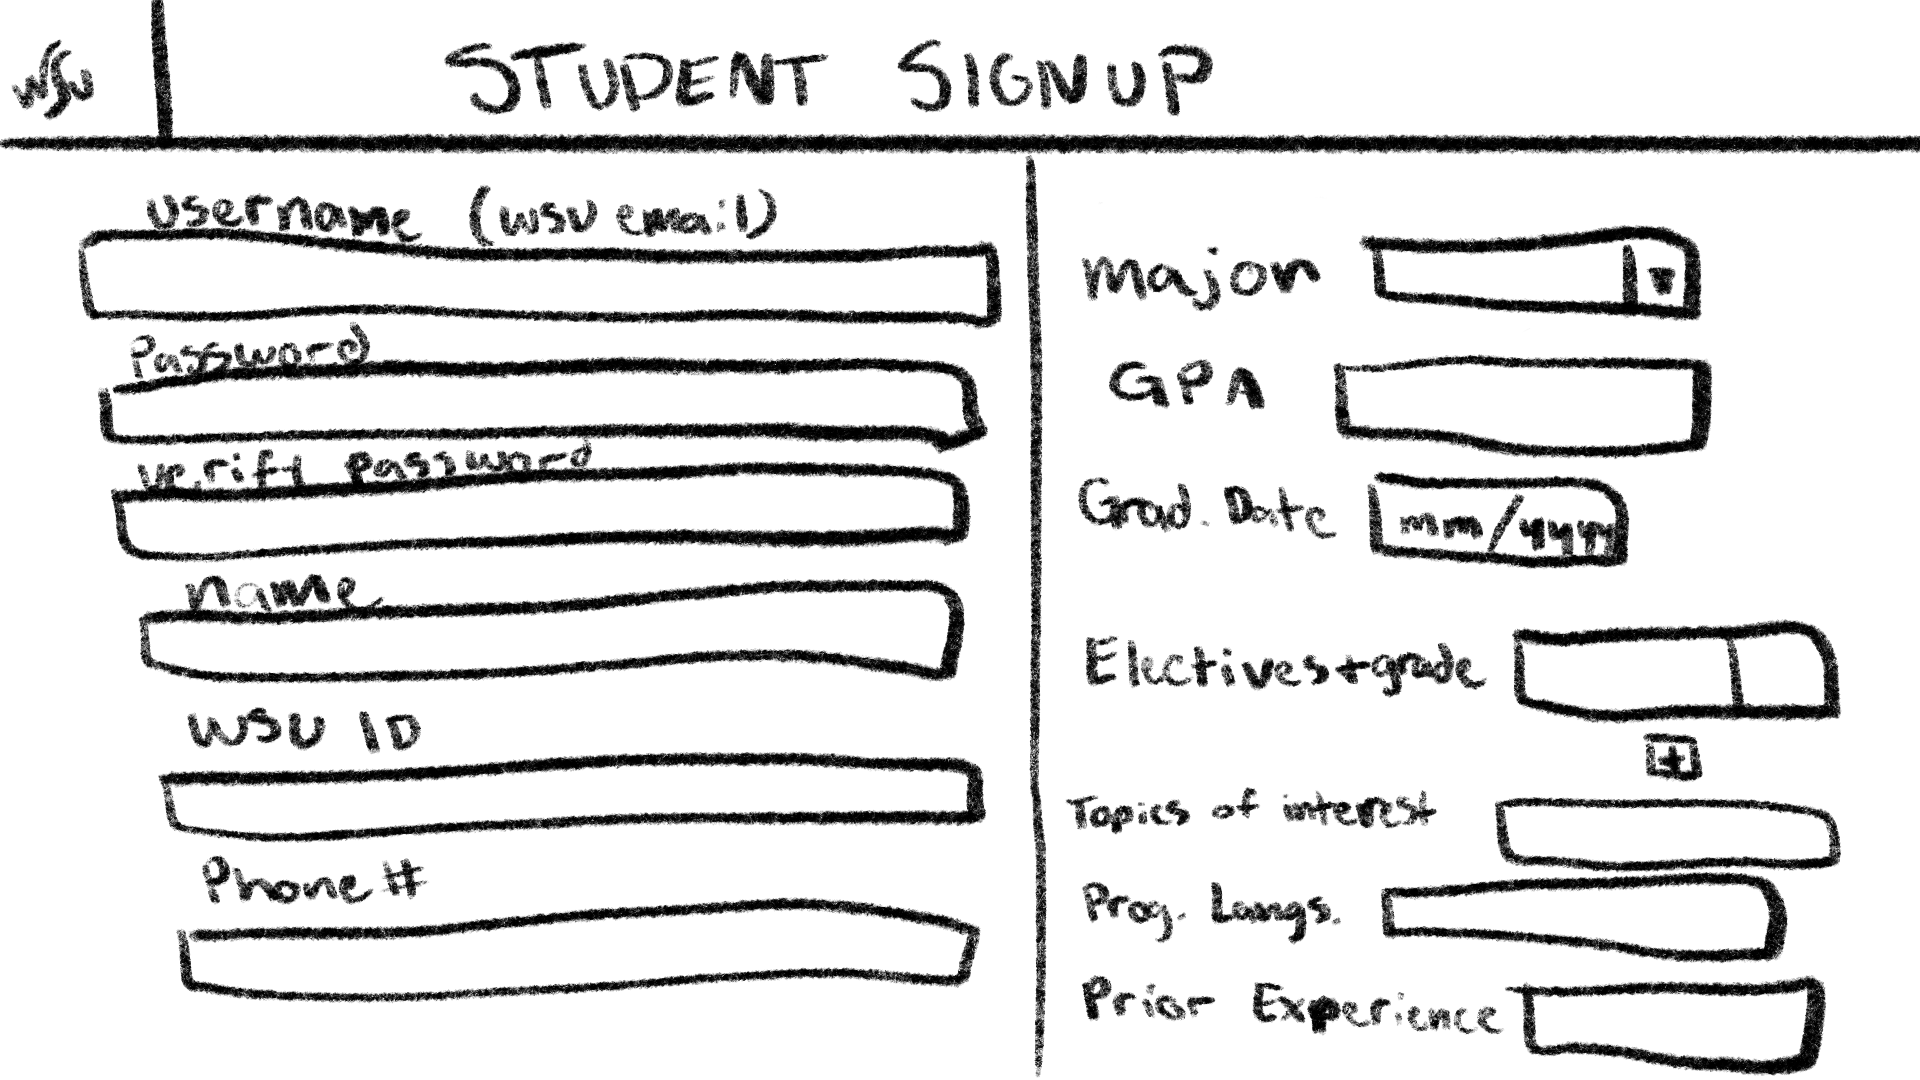 WSU
STUDENT SIGNUP
username (wsu email)
Password
verify password
name
WSU ID
Phone #
major
GPA
Grad. Date mm/yyyy
Electives + grade
+
Topics of interest
Prog. Langs.
Prior Experience